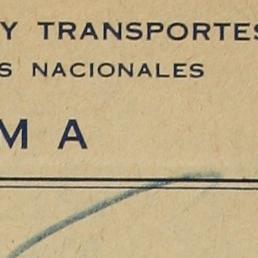 Y TRANSPORTES
S NACIONALES
M A